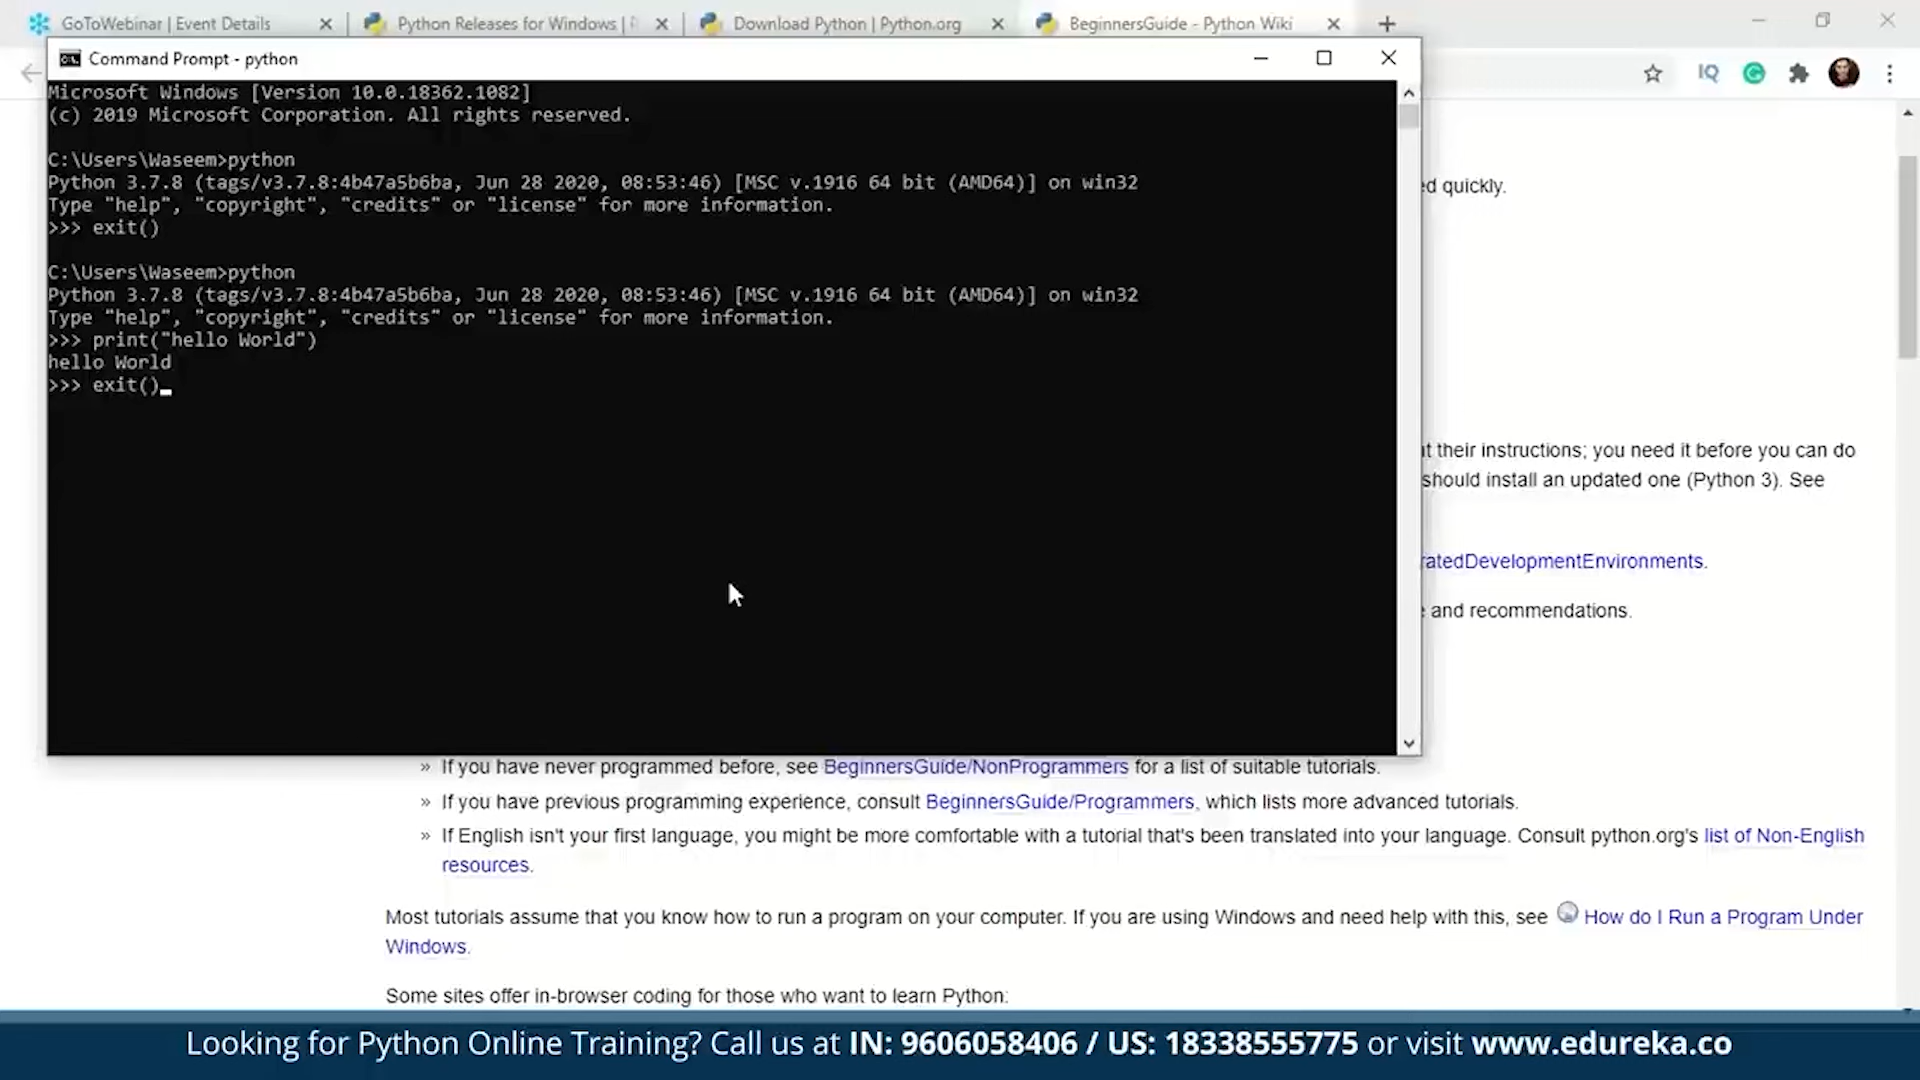 GoToWebinar | Event Details
Python Releases for Windows |
Download Python | Python.org
BeginnersGuide - Python Wiki
Command Prompt - python
IQ
Microsoft Windows [Version 10.0.18362.1082]
(c) 2019 Microsoft Corporation. All rights reserved.
C:\Users\Waseem>python
Python 3.7.8 (tags/v3.7.8:4b47a5b6ba, Jun 28 2020, 08:53:46) [MSC v.1916 64 bit (AMD64)] on win32
Type "help", "copyright", "credits" or "license" for more information.
>>> exit()
C:\Users\Waseem>python
Python 3.7.8 (tags/v3.7.8:4b47a5b6ba, Jun 28 2020, 08:53:46) [MSC v.1916 64 bit (AMD64)] on win32
Type "help", "copyright", "credits" or "license" for more information.
>>> print("hello World")
hello World
>>> exit()
ed quickly.
t their instructions; you need it before you can do
should install an updated one (Python 3). See
ratedDevelopmentEnvironments.
and recommendations.
» If you have never programmed before, see BeginnersGuide/NonProgrammers for a list of suitable tutorials.
» If you have previous programming experience, consult BeginnersGuide/Programmers, which lists more advanced tutorials.
» If English isn't your first language, you might be more comfortable with a tutorial that's been translated into your language. Consult python.org's list of Non-English
resources.
Most tutorials assume that you know how to run a program on your computer. If you are using Windows and need help with this, see How do I Run a Program Under
Windows.
Some sites offer in-browser coding for those who want to learn Python:
Looking for Python Online Training? Call us at IN: 9606058406 / US: 18338555775 or visit www.edureka.co